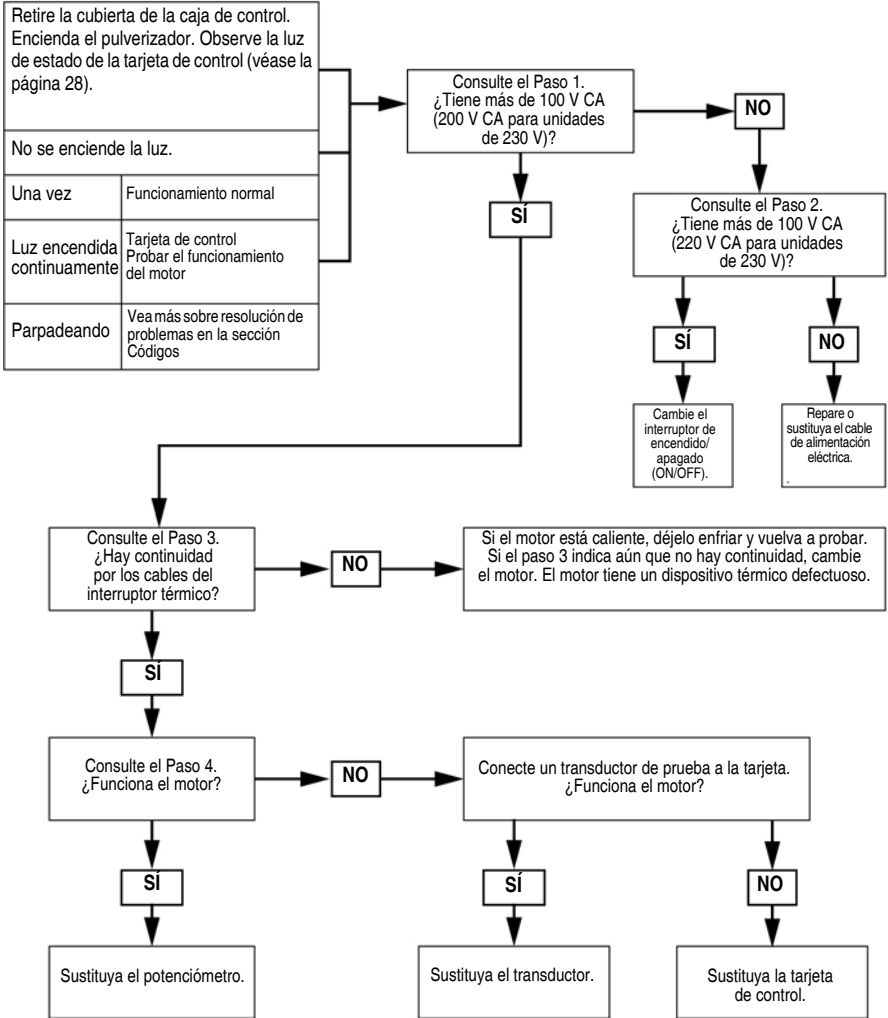 Retire la cubierta de la caja de control.
Encienda el pulverizador. Observe la luz
de estado de la tarjeta de control (véase la
página 28).
No se enciende la luz.
Una vez
Funcionamiento normal
Luz encendida
continuamente
Tarjeta de control
Probar el funcionamiento
del motor
Parpadeando
Vea más sobre resolución de
problemas en la sección
Códigos
Consulte el Paso 1.
¿Tiene más de 100 V CA
(200 V CA para unidades
de 230 V)?
NO
SÍ
Consulte el Paso 2.
¿Tiene más de 100 V CA
(220 V CA para unidades
de 230 V)?
SÍ
NO
Cambie el
interruptor de
encendido/
apagado
(ON/OFF).
Repare o
sustituya el cable
de alimentación
eléctrica.
.
Consulte el Paso 3.
¿Hay continuidad
por los cables del
interruptor térmico?
NO
Si el motor está caliente, déjelo enfriar y vuelva a probar.
Si el paso 3 indica aún que no hay continuidad, cambie
el motor. El motor tiene un dispositivo térmico defectuoso.
SÍ
Consulte el Paso 4.
¿Funciona el motor?
NO
Conecte un transductor de prueba a la tarjeta.
¿Funciona el motor?
SÍ
SÍ
NO
Sustituya el potenciómetro.
Sustituya el transductor.
Sustituya la tarjeta
de control.